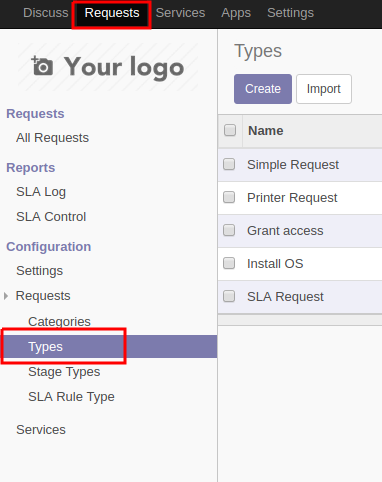 Discuss Requests Services Apps Settings
Your logo
Requests
All Requests
Reports
SLA Log
SLA Control
Configuration
Settings
Requests
Categories
Types
Stage Types
SLA Rule Type
Services
Types
Create Import
Name
Simple Request
Printer Request
Grant access
Install OS
SLA Request